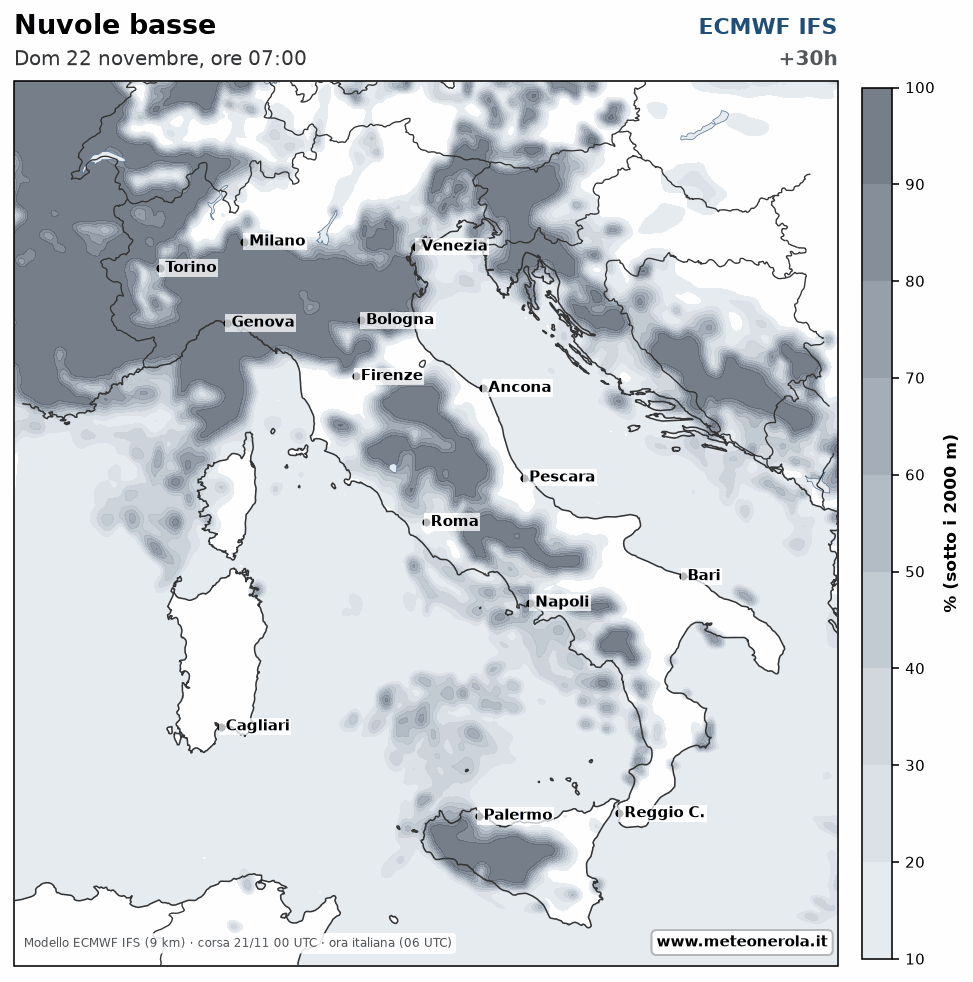 Nuvole basse
ECMWF IFS
Dom 22 novembre, ore 07:00
+30h
Milano
Venezia
Torino
Genova
Bologna
Firenze
Ancona
Pescara
Roma
Bari
Napoli
Cagliari
Palermo
Reggio C.
Modello ECMWF IFS (9 km) · corsa 21/11 00 UTC · ora italiana (06 UTC)
www.meteonerola.it
100
90
80
70
60
50
40
30
20
10
% (sotto i 2000 m)